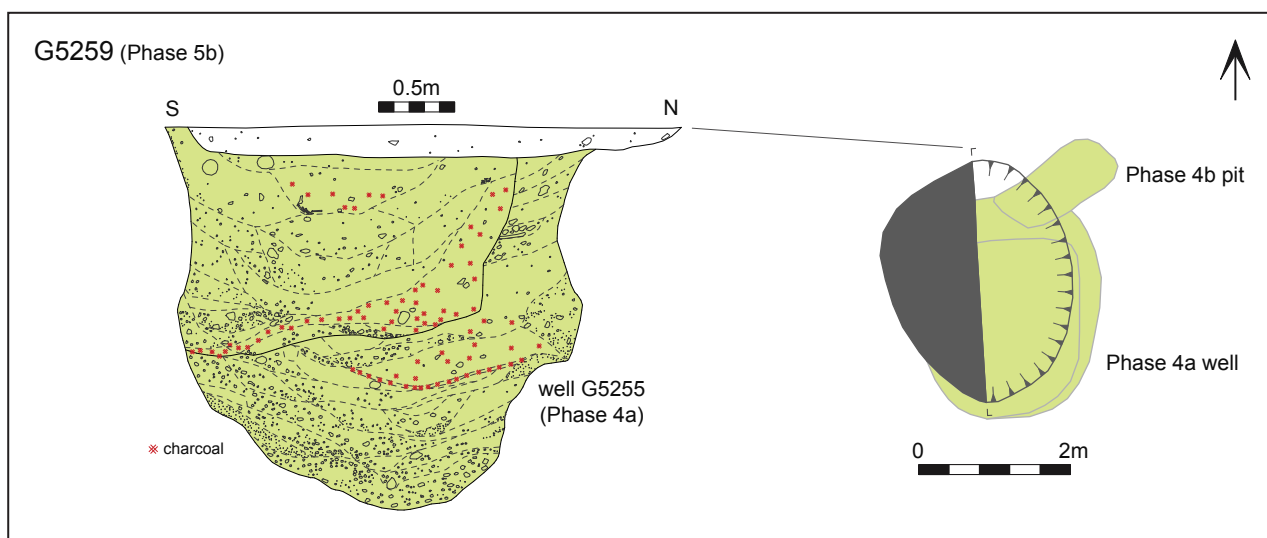 G5259 (Phase 5b)
0.5m
S
N
Phase 4b pit
Phase 4a well
well G5255
(Phase 4a)
charcoal
0
2m